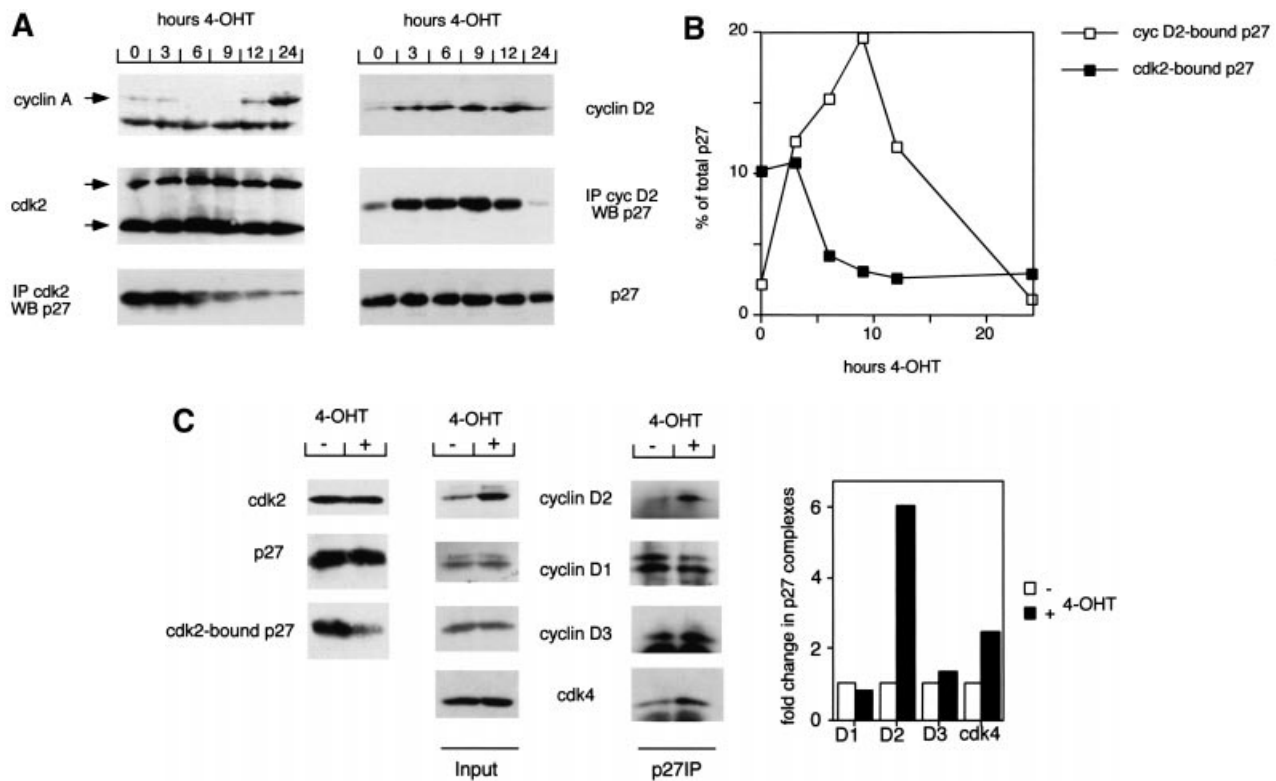 A
hours 4-OHT
0 3 6 9 12 24
cyclin A
cdk2
IP cdk2
WB p27
hours 4-OHT
0 3 6 9 12 24
cyclin D2
IP cyc D2
WB p27
p27
B
20
10
0
% of total p27
0 10 20
hours 4-OHT
cyc D2-bound p27
cdk2-bound p27
C
4-OHT
- +
cdk2
p27
cdk2-bound p27
4-OHT
- +
4-OHT
- +
cyclin D2
cyclin D1
cyclin D3
cdk4
Input
p27IP
fold change in p27 complexes
6
4
2
0
D1 D2 D3 cdk4
-
+ 4-OHT